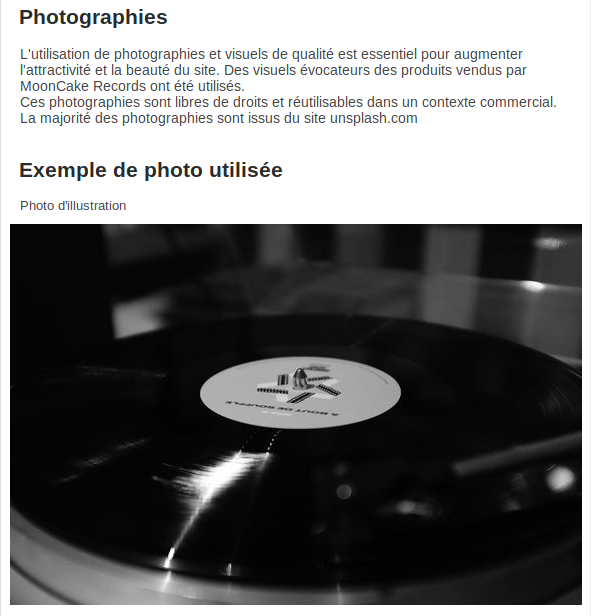 Photographies
L'utilisation de photographies et visuels de qualité est essentiel pour augmenter
l'attractivité et la beauté du site. Des visuels évocateurs des produits vendus par
MoonCake Records ont été utilisés.
Ces photographies sont libres de droits et réutilisables dans un contexte commercial.
La majorité des photographies sont issus du site unsplash.com
Exemple de photo utilisée
Photo d'illustration
A BOUT DE SOUFFLE